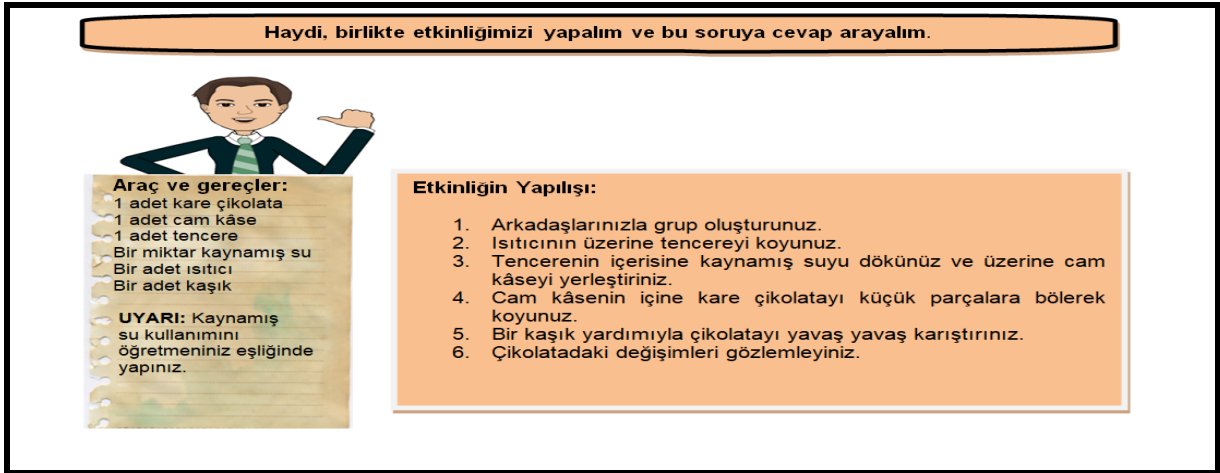 Haydi, birlikte etkinliğimizi yapalım ve bu soruya cevap arayalım.
Araç ve gereçler:
1 adet kare çikolata
1 adet cam kâse
1 adet tencere
Bir miktar kaynamış su
Bir adet ısıtıcı
Bir adet kaşık
UYARI: Kaynamış
su kullanımını
öğretmeniniz eşliğinde
yapınız.
Etkinliğin Yapılışı:
1. Arkadaşlarınızla grup oluşturunuz.
2. Isıtıcının üzerine tencereyi koyunuz.
3. Tencerenin içerisine kaynamış suyu dökünüz ve üzerine cam
kâseyi yerleştiriniz.
4. Cam kâsenin içine kare çikolatayı küçük parçalara bölerek
koyunuz.
5. Bir kaşık yardımıyla çikolatayı yavaş yavaş karıştırınız.
6. Çikolatadaki değişimleri gözlemleyiniz.